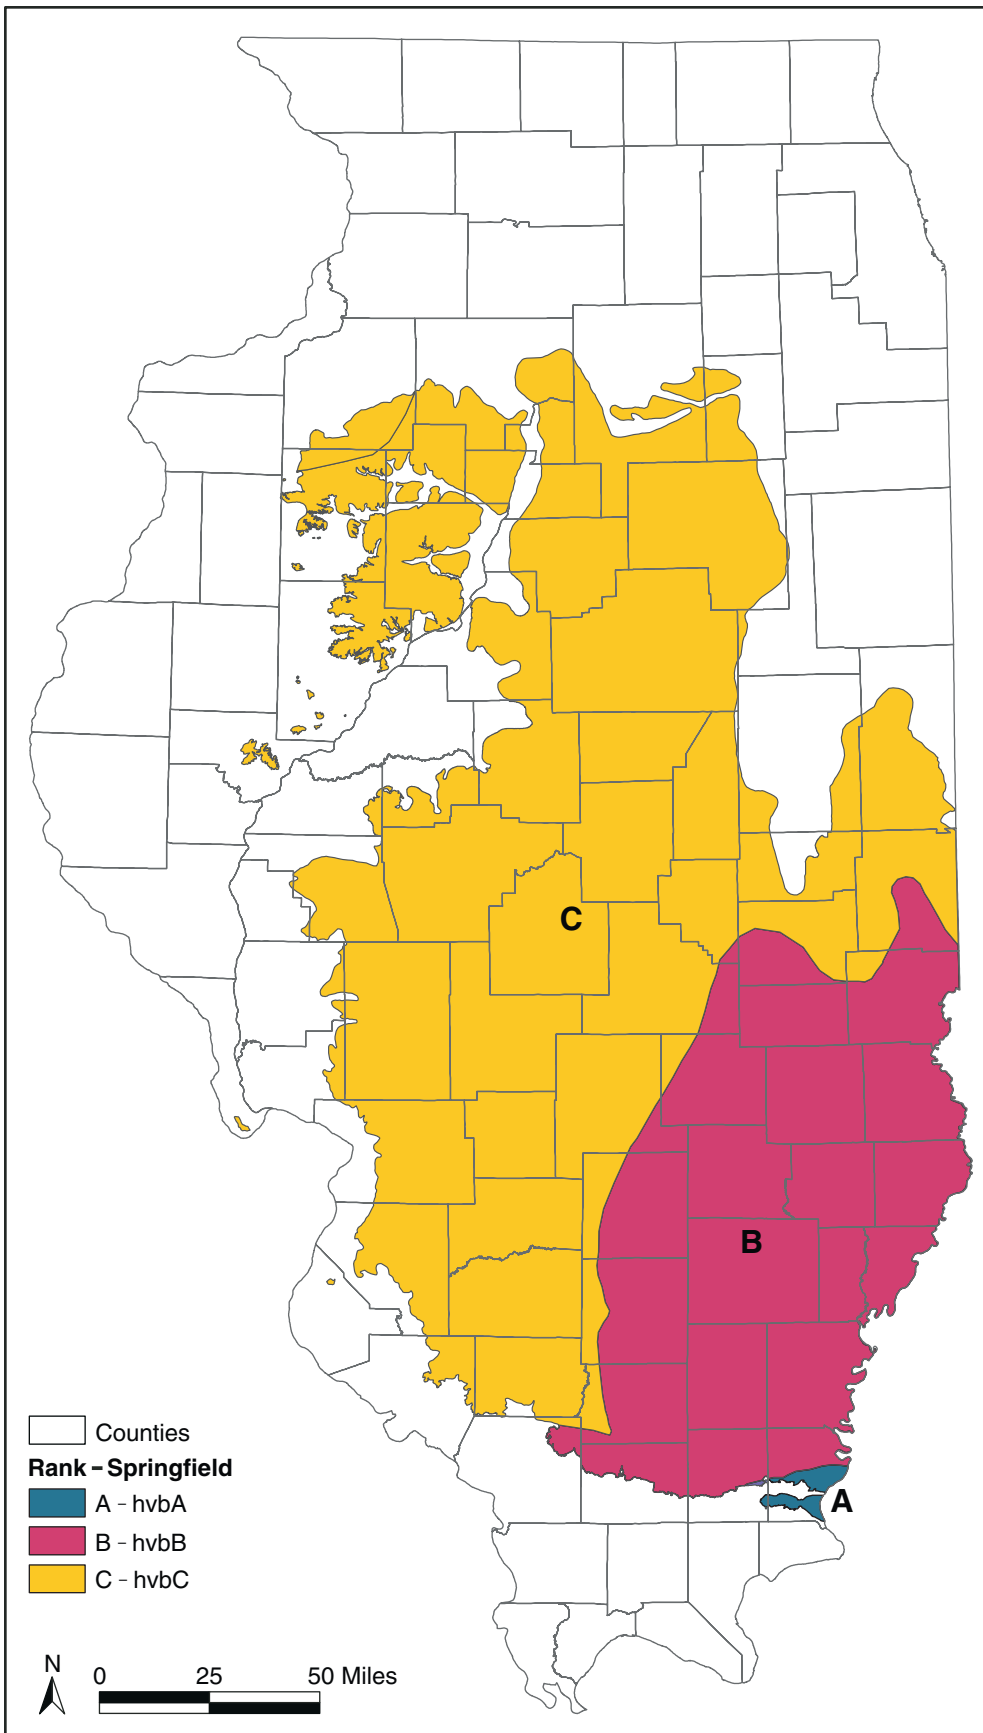 C
B
A
Counties
Rank – Springfield
A - hvbA
B - hvbB
C - hvbC
N
0 25 50 Miles